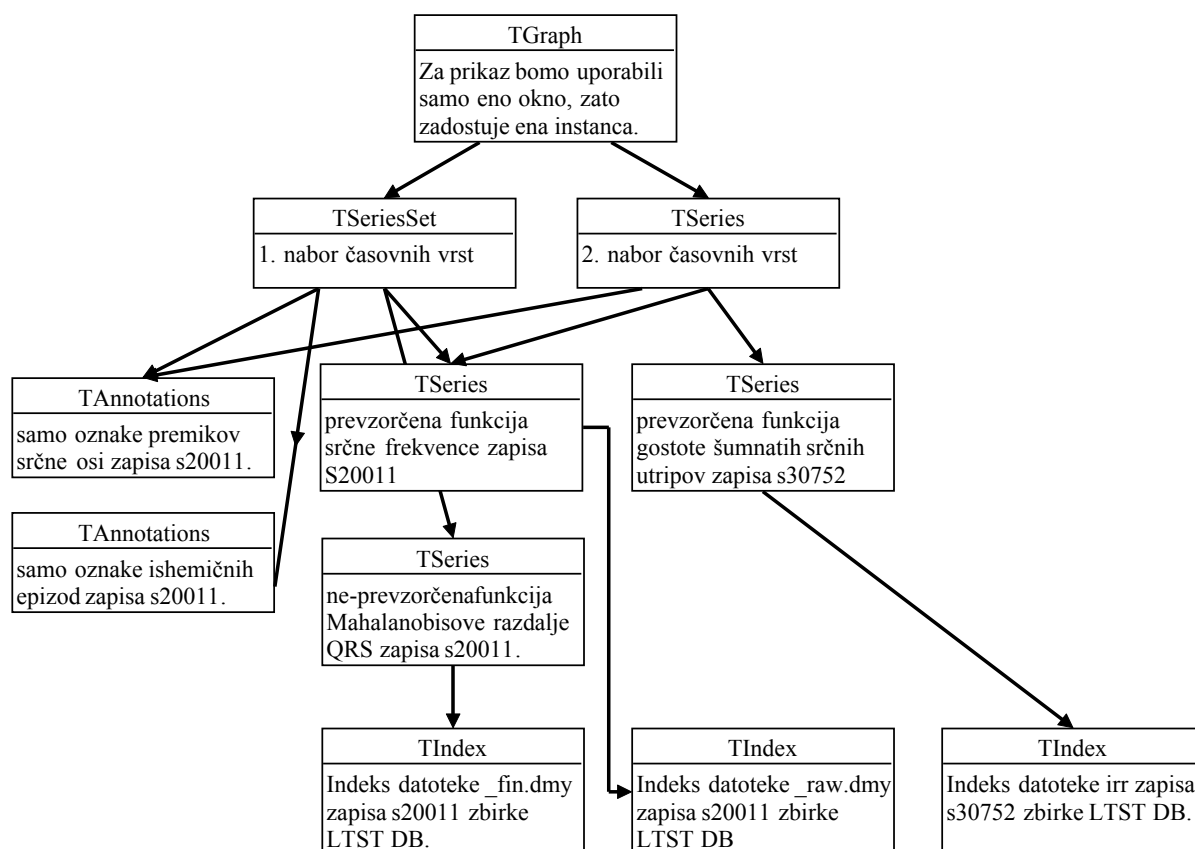 TGraph
Za prikaz bomo uporabili
samo eno okno, zato
zadostuje ena instanca.
TSeriesSet
1. nabor časovnih vrst
TSeries
2. nabor časovnih vrst
TAnnotations
samo oznake premikov
srčne osi zapisa s20011.
TSeries
prevzorčena funkcija
srčne frekvence zapisa
S20011
TSeries
prevzorčena funkcija
gostote šumnatih srčnih
utripov zapisa s30752
TAnnotations
samo oznake ishemičnih
epizod zapisa s20011.
TSeries
ne-prevzorčenafunkcija
Mahalanobisove razdalje
QRS zapisa s20011.
TIndex
Indeks datoteke _fin.dmy
zapisa s20011 zbirke
LTST DB.
TIndex
Indeks datoteke _raw.dmy
zapisa s20011 zbirke
LTST DB
TIndex
Indeks datoteke irr zapisa
s30752 zbirke LTST DB.